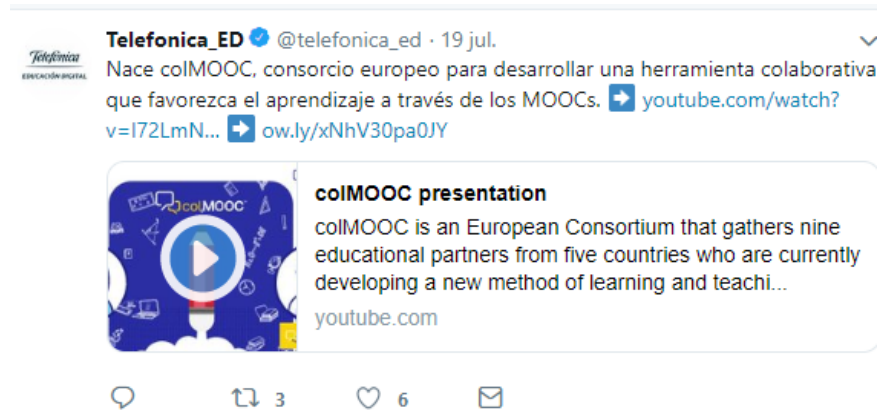 Telefónica
EDUCACIÓN DIGITAL
Telefonica_ED @telefonica_ed · 19 jul.
Nace colMOOC, consorcio europeo para desarrollar una herramienta colaborativa
que favorezca el aprendizaje a través de los MOOCs. ➡ youtube.com/watch?
v=I72LmN... ➡ ow.ly/xNhV30pa0JY
colMOOC
colMOOC presentation
colMOOC is an European Consortium that gathers nine
educational partners from five countries who are currently
developing a new method of learning and teachi...
youtube.com
3 6